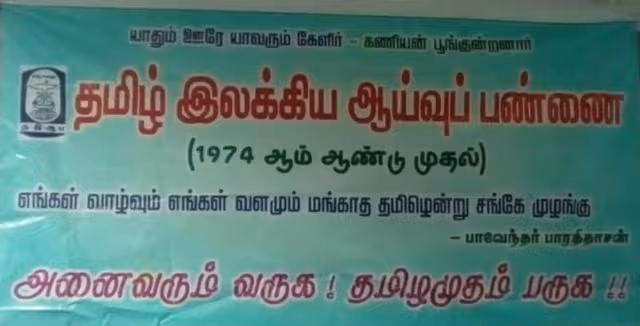 யாதும் ஊரே யாவரும் கேளிர் - கணியன் பூங்குன்றனார்
தமிழ் இலக்கிய ஆய்வுப் பண்ணை
(1974 ஆம் ஆண்டு முதல்)
எங்கள் வாழ்வும் எங்கள் வளமும் மங்காத தமிழென்று சங்கே முழங்கு
- பாவேந்தர் பாரதிதாசன்
அனைவரும் வருக ! தமிழமுதம் பருக !!